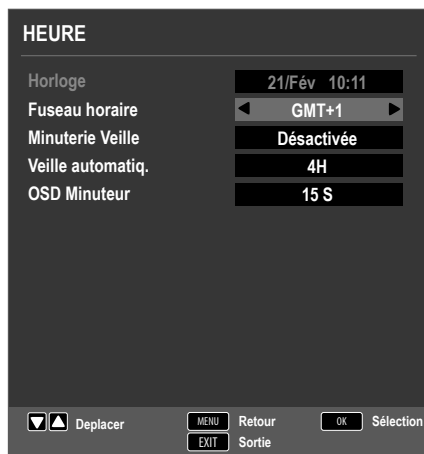 HEURE
Horloge 21/Fév 10:11
Fuseau horaire GMT+1
Minuterie Veille Désactivée
Veille automatiq. 4H
OSD Minuteur 15 S
Deplacer MENU Retour OK Sélection
EXIT Sortie